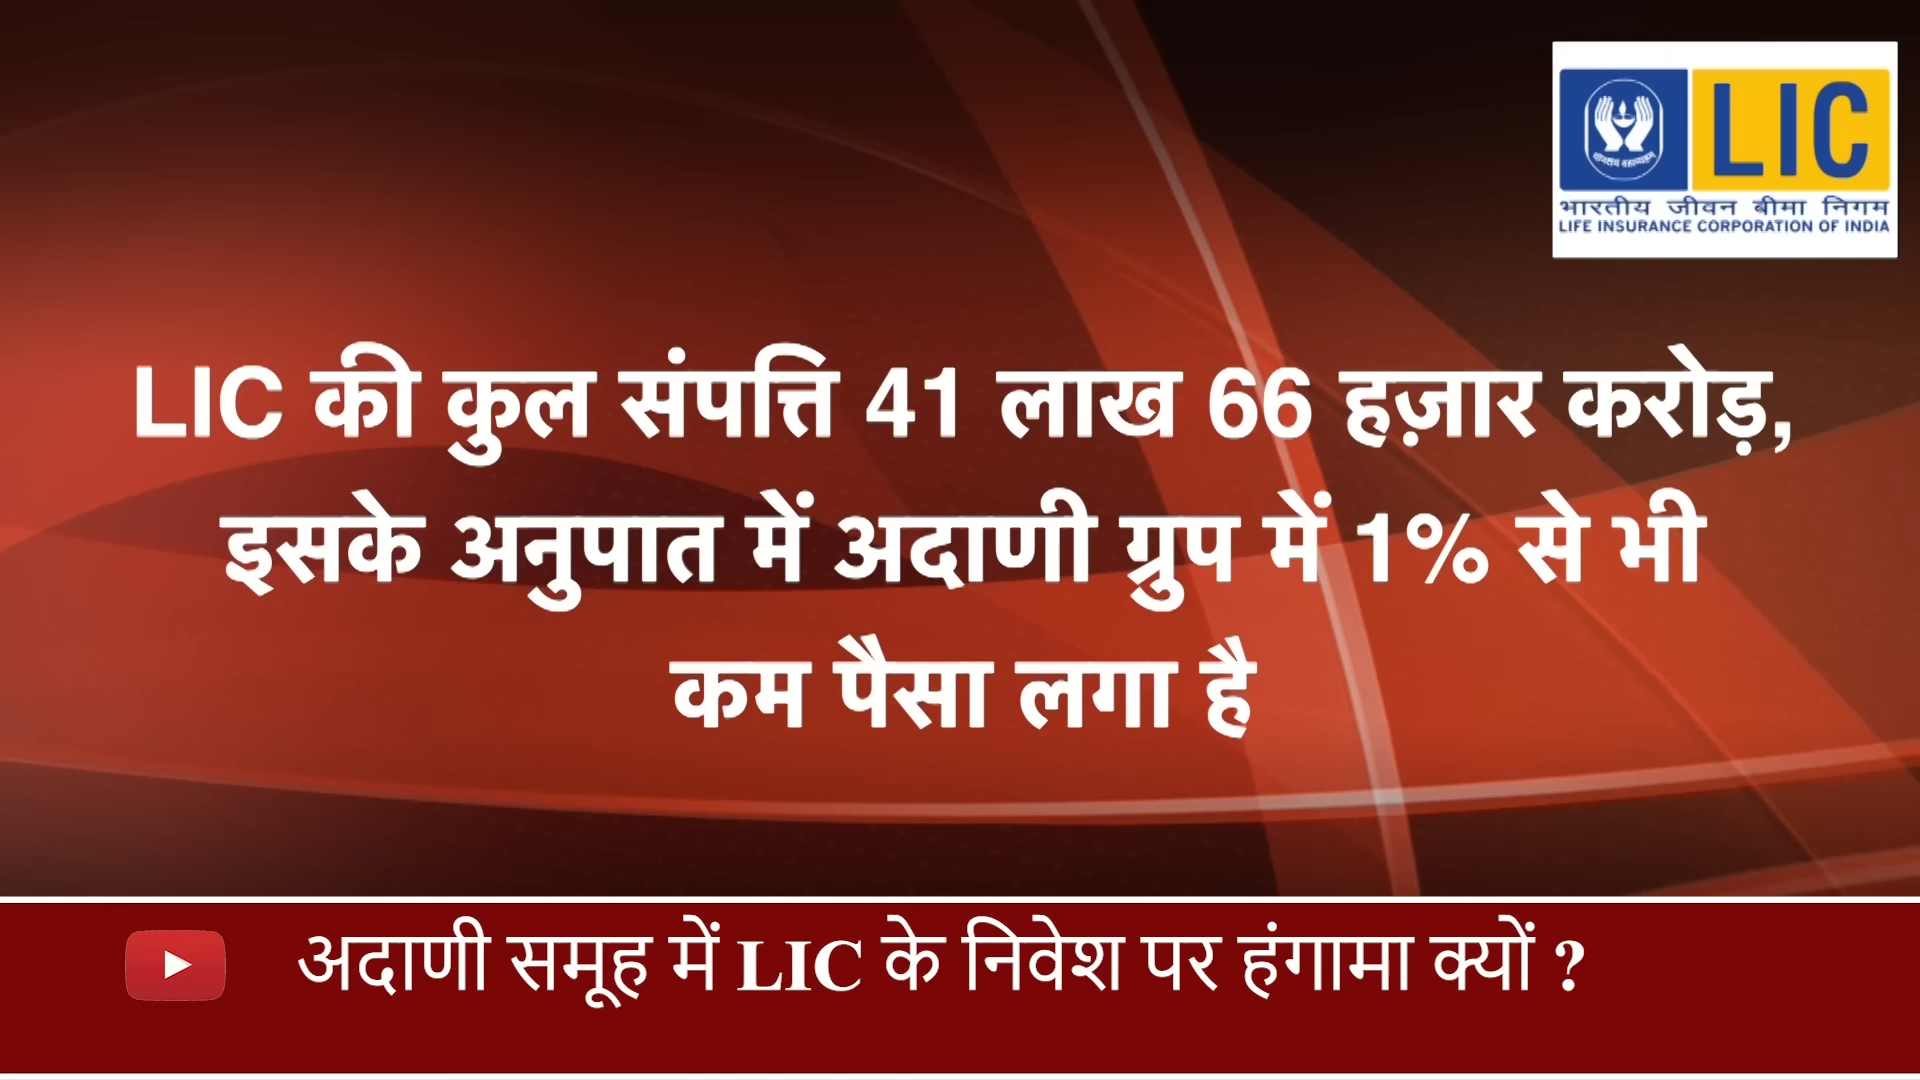 LIC
भारतीय जीवन बीमा निगम
LIFE INSURANCE CORPORATION OF INDIA
LIC की कुल संपत्ति 41 लाख 66 हज़ार करोड़,
इसके अनुपात में अदाणी ग्रुप में 1% से भी
कम पैसा लगा है
अदाणी समूह में LIC के निवेश पर हंगामा क्यों ?